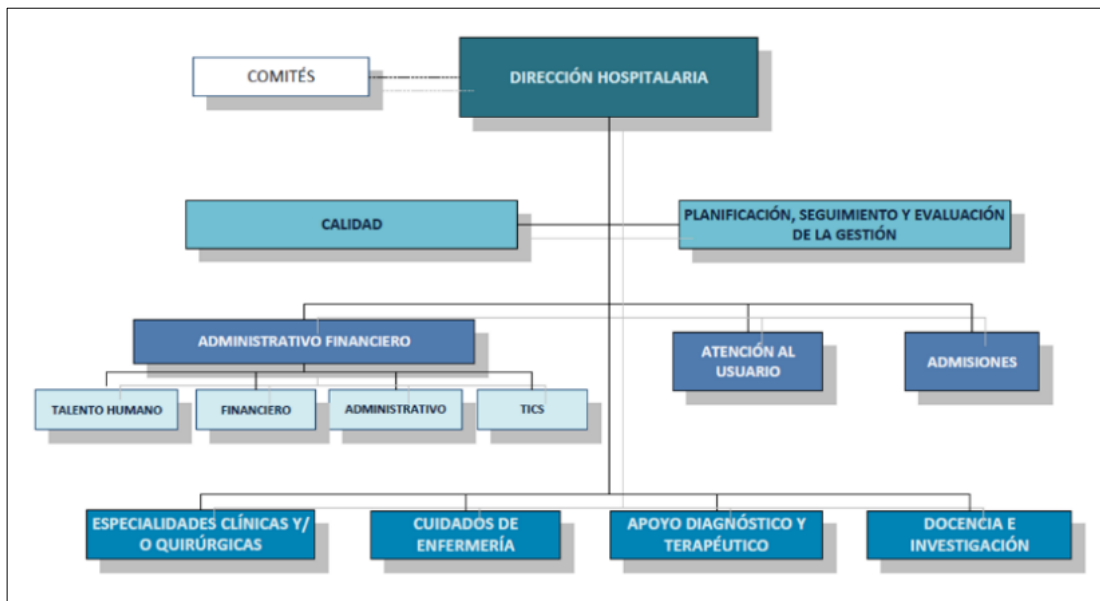 COMITÉS
DIRECCIÓN HOSPITALARIA
CALIDAD
PLANIFICACIÓN, SEGUIMIENTO Y EVALUACIÓN
DE LA GESTIÓN
ADMINISTRATIVO FINANCIERO
ATENCIÓN AL
USUARIO
ADMISIONES
TALENTO HUMANO
FINANCIERO
ADMINISTRATIVO
TICS
ESPECIALIDADES CLÍNICAS Y/
O QUIRÚRGICAS
CUIDADOS DE
ENFERMERÍA
APOYO DIAGNÓSTICO Y
TERAPÉUTICO
DOCENCIA E
INVESTIGACIÓN